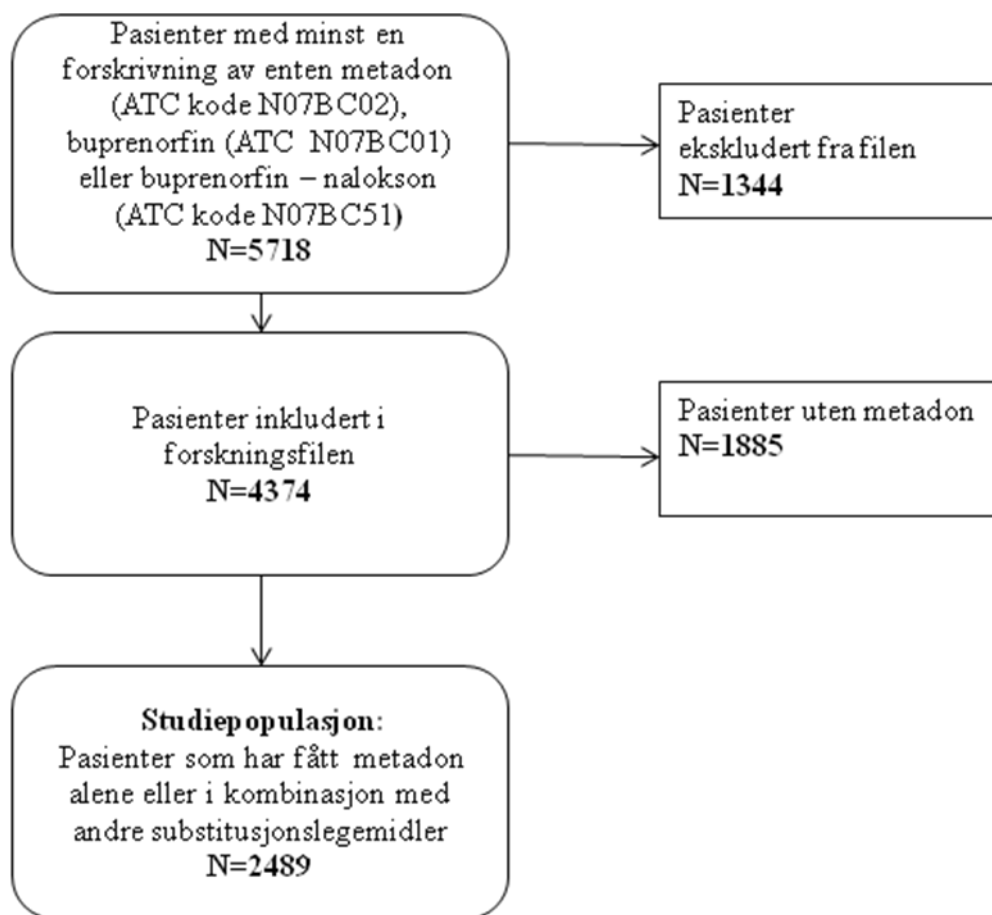 Pasienter med minst en
forskrivning av enten metadon
(ATC kode N07BC02),
buprenorfin (ATC N07BC01)
eller buprenorfin – nalokson
(ATC kode N07BC51)
N=5718
Pasienter
ekskludert fra filen
N=1344
Pasienter inkludert i
forskningsfilen
N=4374
Pasienter uten metadon
N=1885
Studiepopulasjon:
Pasienter som har fått metadon
alene eller i kombinasjon med
andre substitusjonslegemidler
N=2489